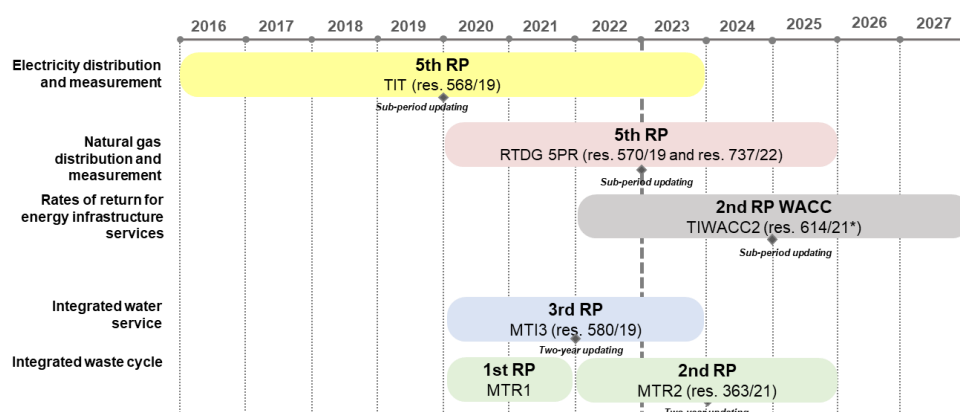 2016 2017 2018 2019 2020 2021 2022 2023 2024 2025 2026 2027
Electricity distribution
and measurement
5th RP
TIT (res. 568/19)
Sub-period updating
Natural gas
distribution and
measurement
5th RP
RTDG 5PR (res. 570/19 and res. 737/22)
Sub-period updating
Rates of return for
energy infrastructure
services
2nd RP WACC
TIWACC2 (res. 614/21*)
Sub-period updating
Integrated water
service
3rd RP
MTI3 (res. 580/19)
Two-year updating
Integrated waste cycle
1st RP
MTR1
2nd RP
MTR2 (res. 363/21)
Two-year updating